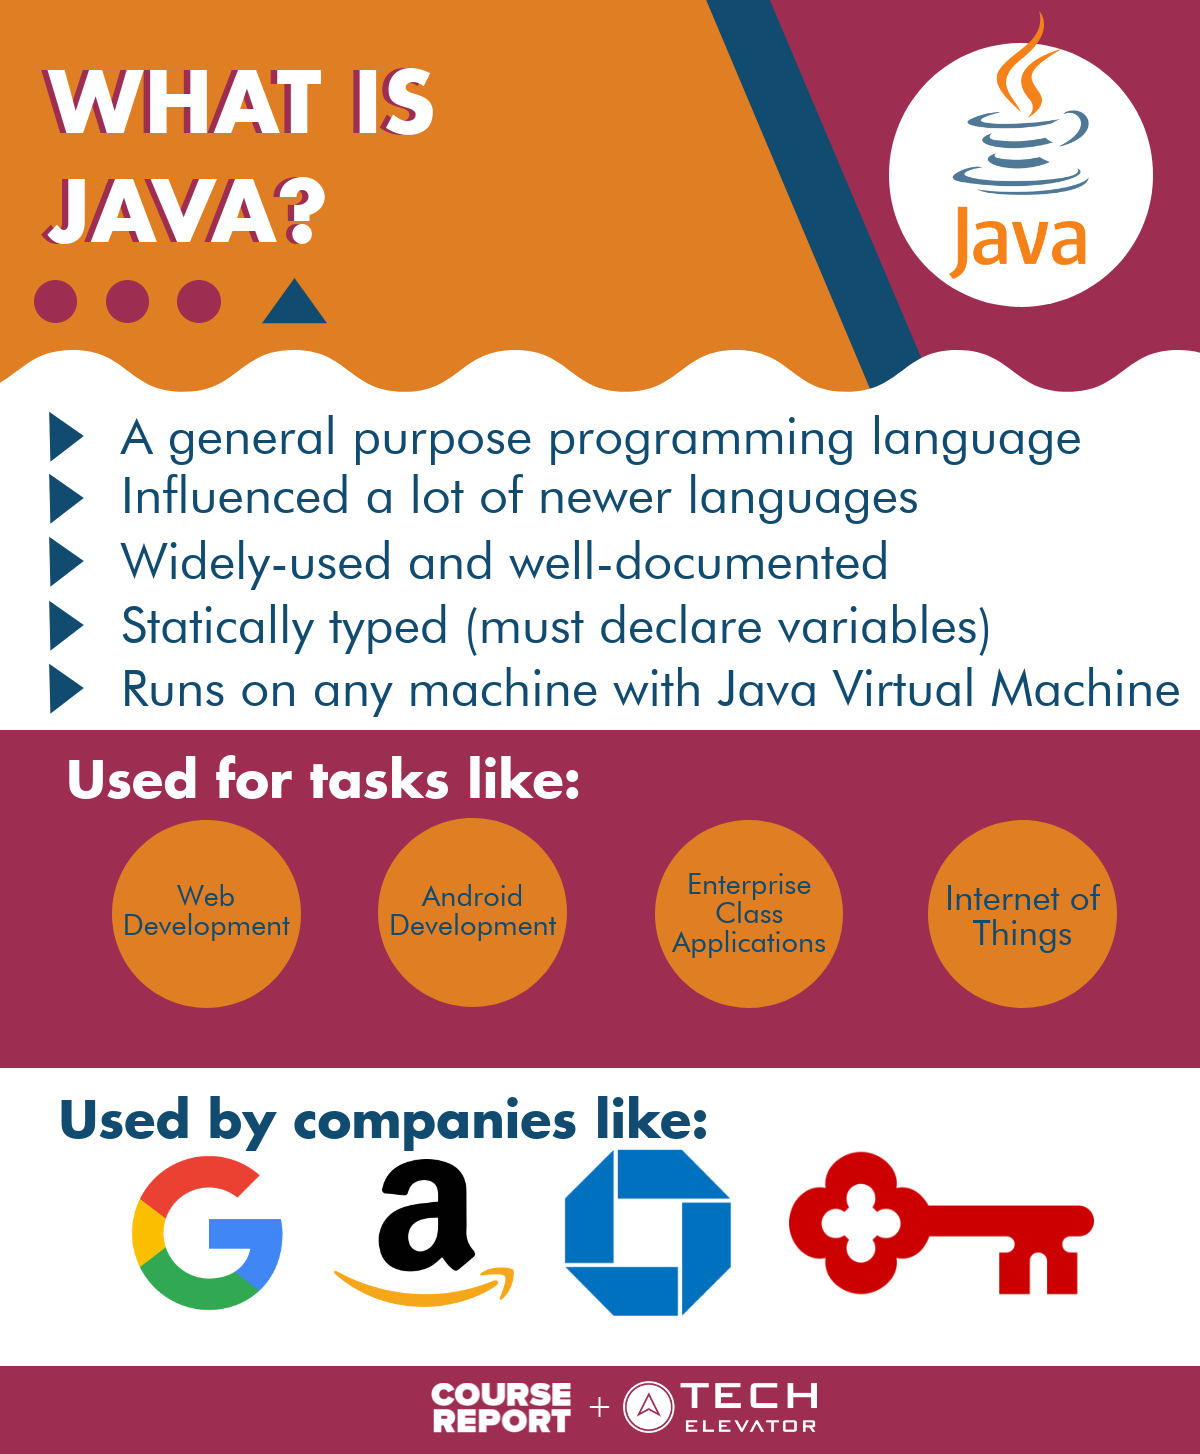 WHAT IS
JAVA?
Java
A general purpose programming language
Influenced a lot of newer languages
Widely-used and well-documented
Statically typed (must declare variables)
Runs on any machine with Java Virtual Machine
Used for tasks like:
Web
Development
Android
Development
Enterprise
Class
Applications
Internet of
Things
Used by companies like:
COURSE
REPORT
+
TECH
ELEVATOR